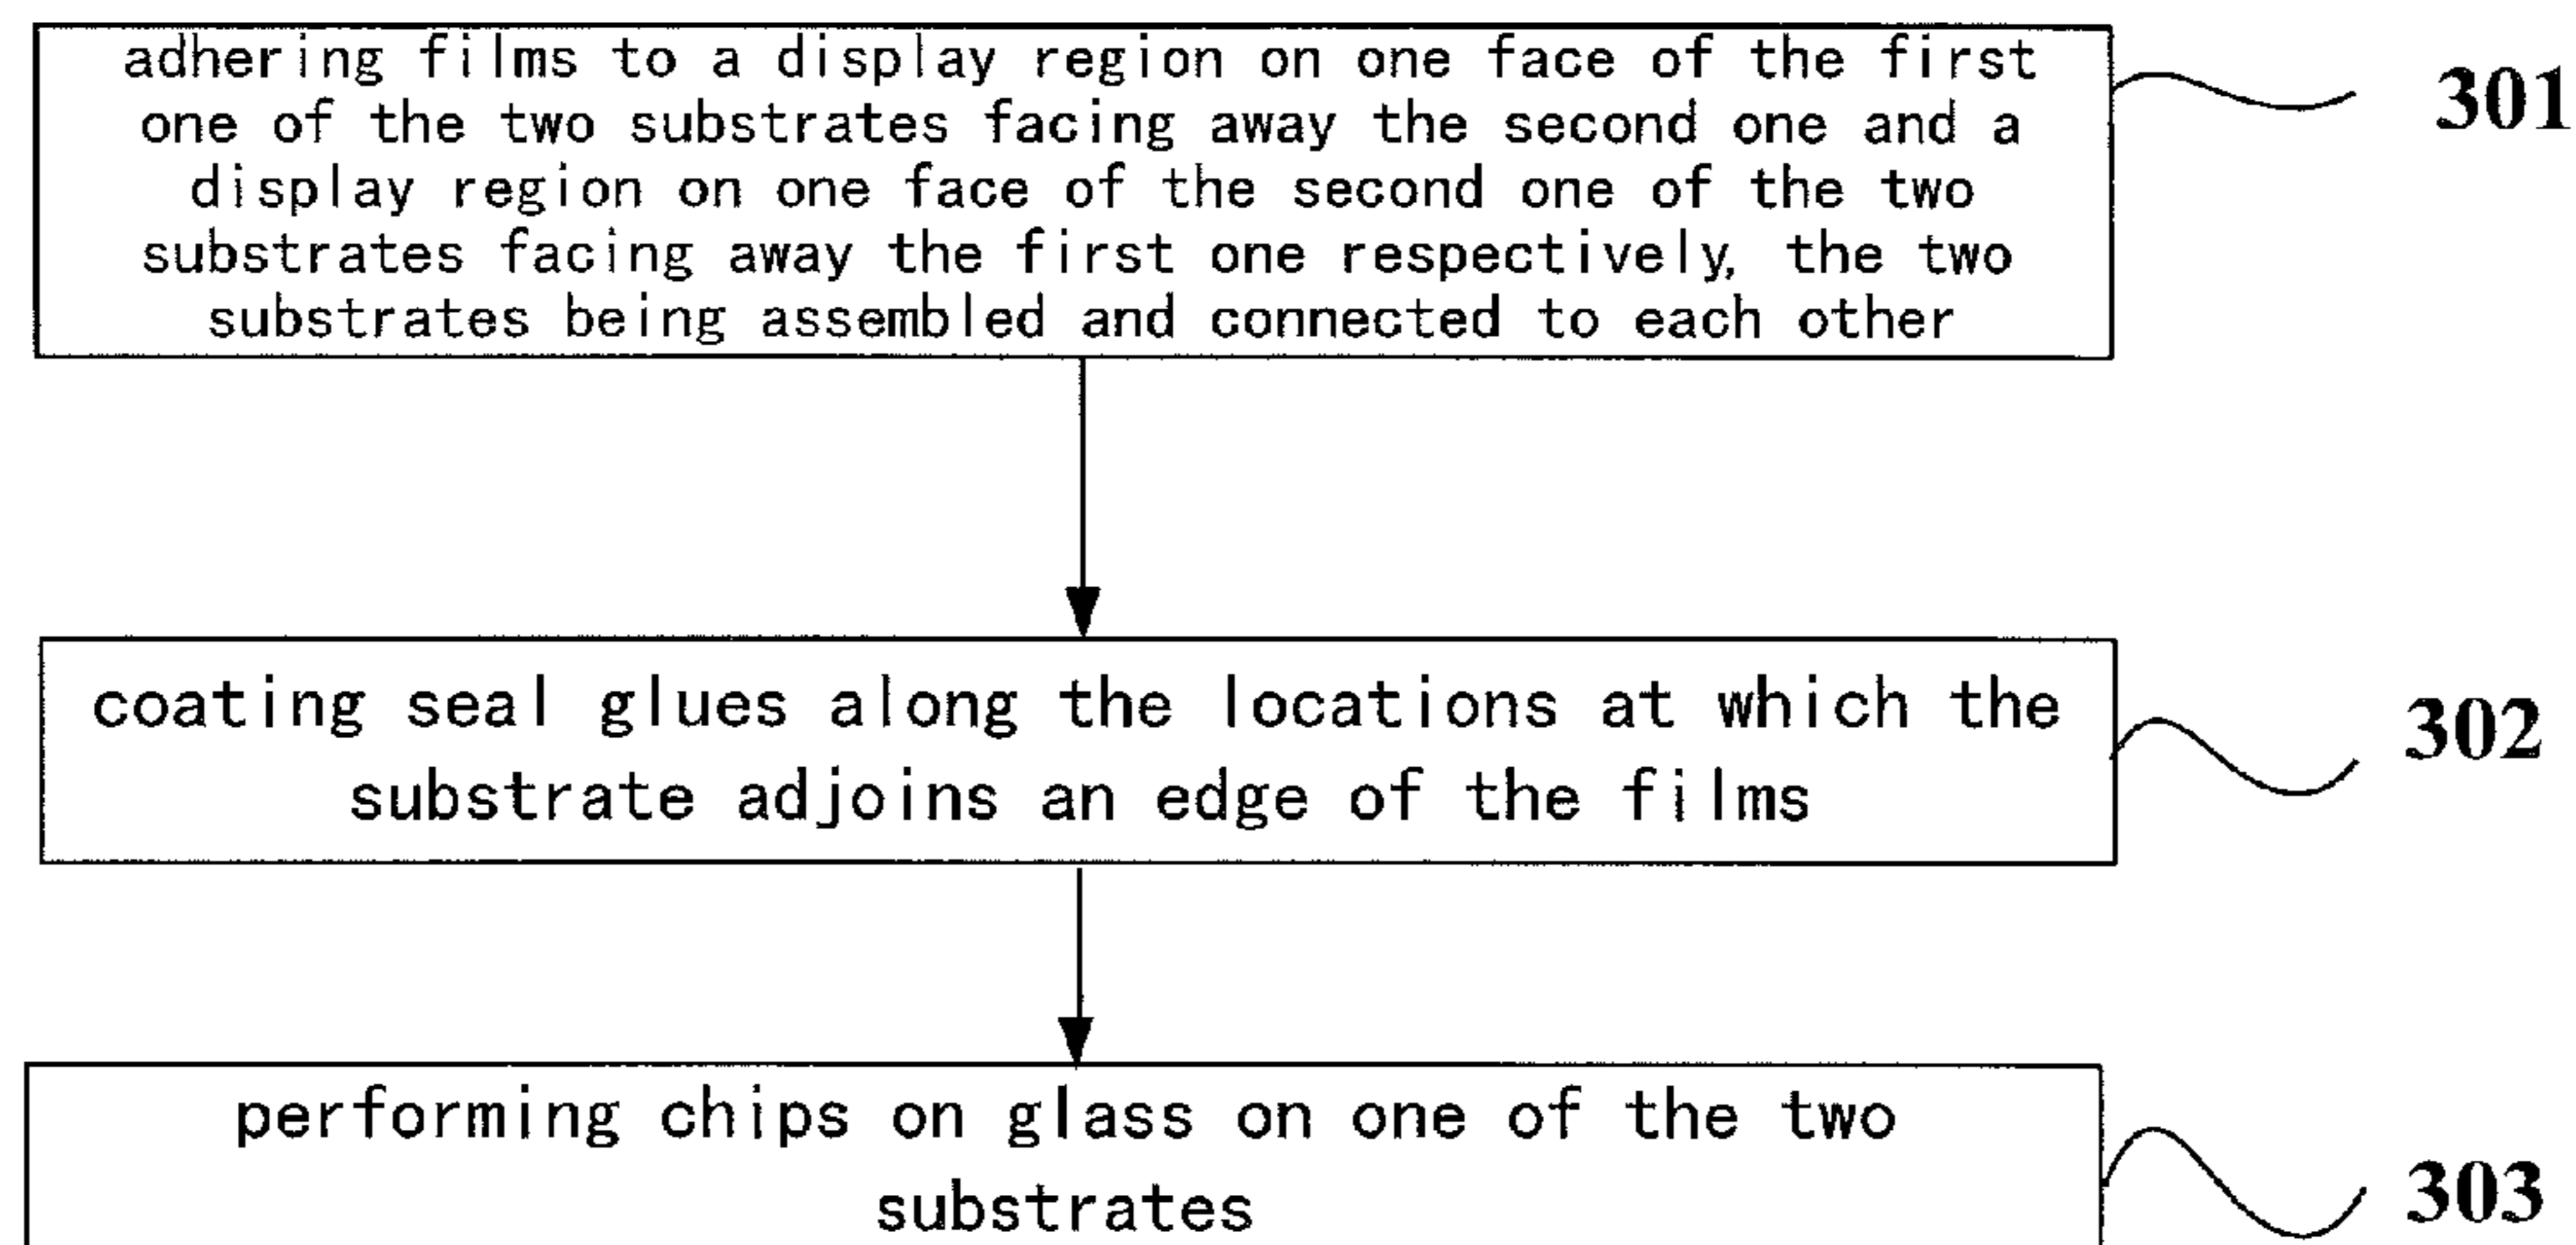 adhering films to a display region on one face of the first
one of the two substrates facing away the second one and a
display region on one face of the second one of the two
substrates facing away the first one respectively, the two
substrates being assembled and connected to each other
301
coating seal glues along the locations at which the
substrate adjoins an edge of the films
302
performing chips on glass on one of the two
substrates
303